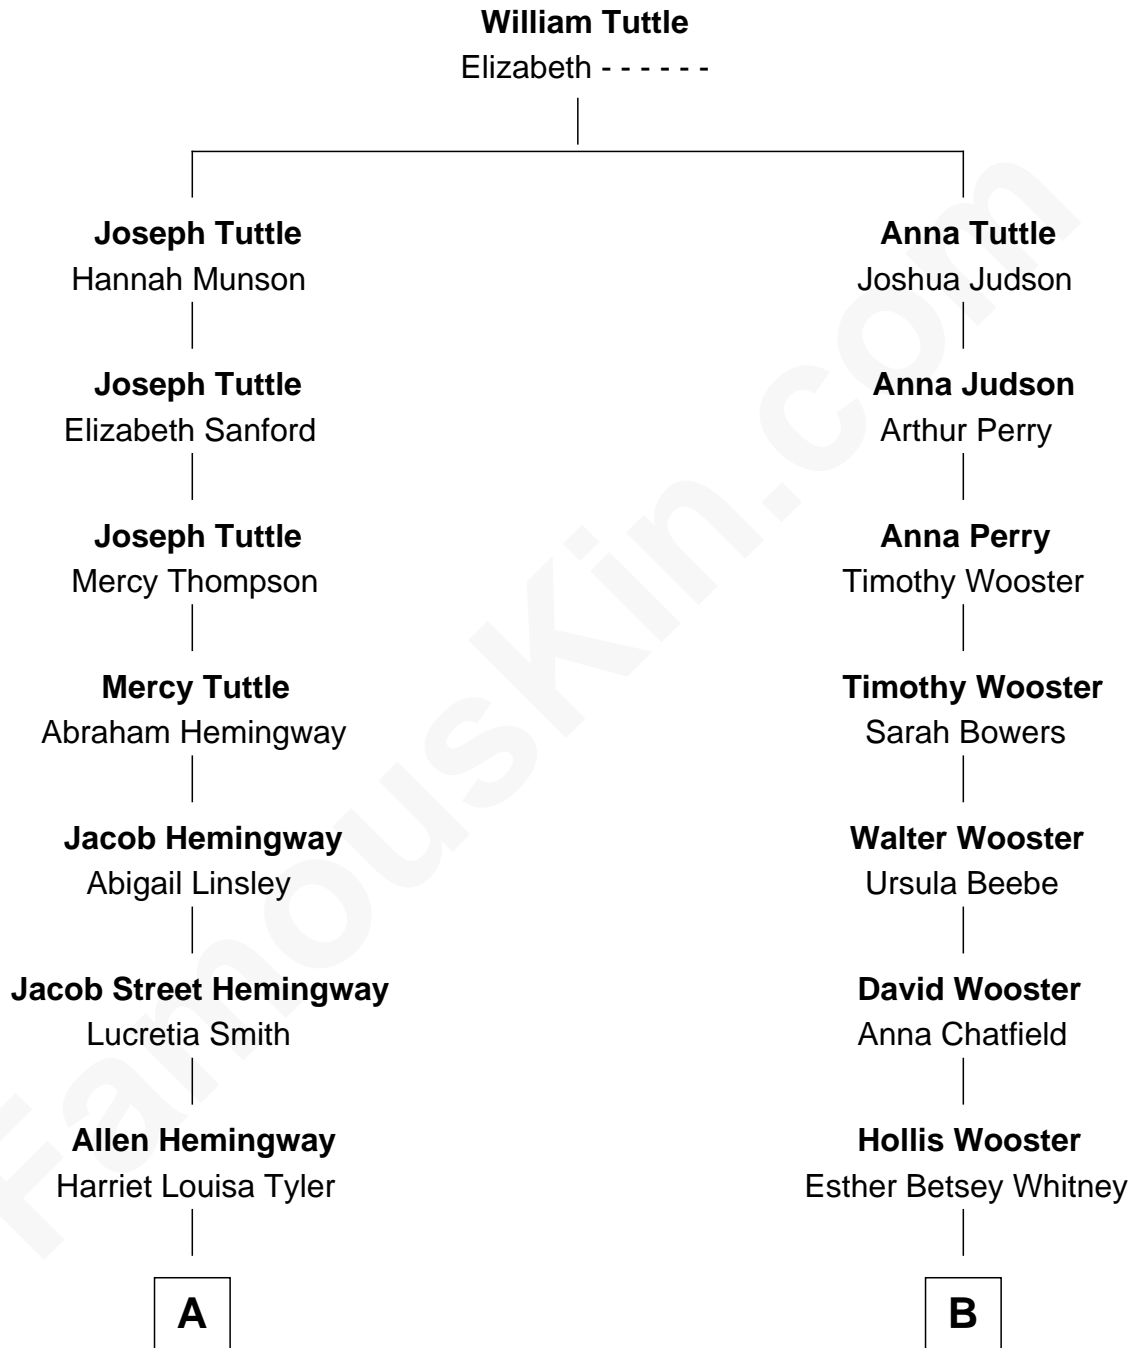 William Tuttle
Elizabeth - - - - - -
Joseph Tuttle
Hannah Munson
Anna Tuttle
Joshua Judson
Joseph Tuttle
Elizabeth Sanford
Anna Judson
Arthur Perry
Joseph Tuttle
Mercy Thompson
Anna Perry
Timothy Wooster
Mercy Tuttle
Abraham Hemingway
Timothy Wooster
Sarah Bowers
Jacob Hemingway
Abigail Linsley
Walter Wooster
Ursula Beebe
Jacob Street Hemingway
Lucretia Smith
David Wooster
Anna Chatfield
Allen Hemingway
Harriet Louisa Tyler
Hollis Wooster
Esther Betsey Whitney
A
B
FamousKin.com